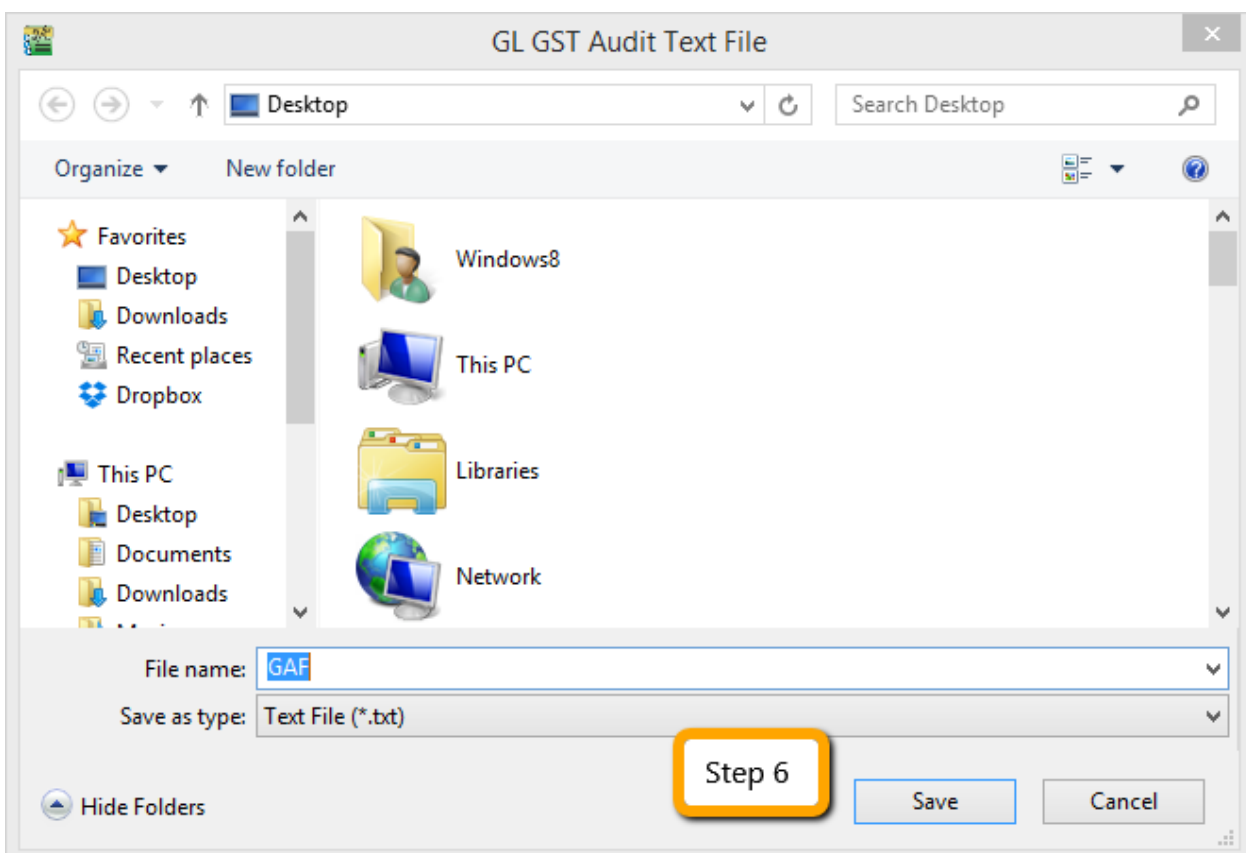 GL GST Audit Text File
Desktop
Search Desktop
Organize
New folder
Favorites
Desktop
Downloads
Recent places
Dropbox
This PC
Desktop
Documents
Downloads
Windows8
This PC
Libraries
Network
File name: GAF
Save as type: Text File (*.txt)
Step 6
Hide Folders
Save
Cancel